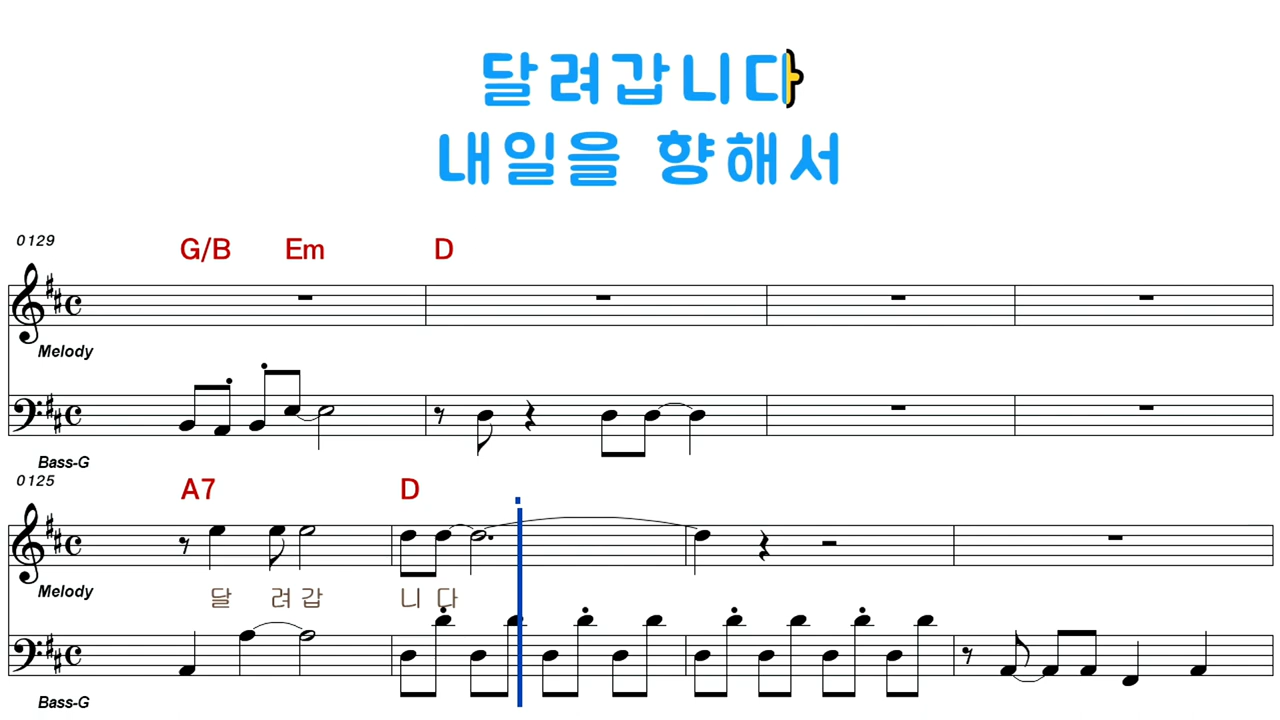 달려갑니다
내일을 향해서
0129
G/B Em D
Melody
Bass-G
0125
A7 D
달 려 갑 니 다
Melody
Bass-G